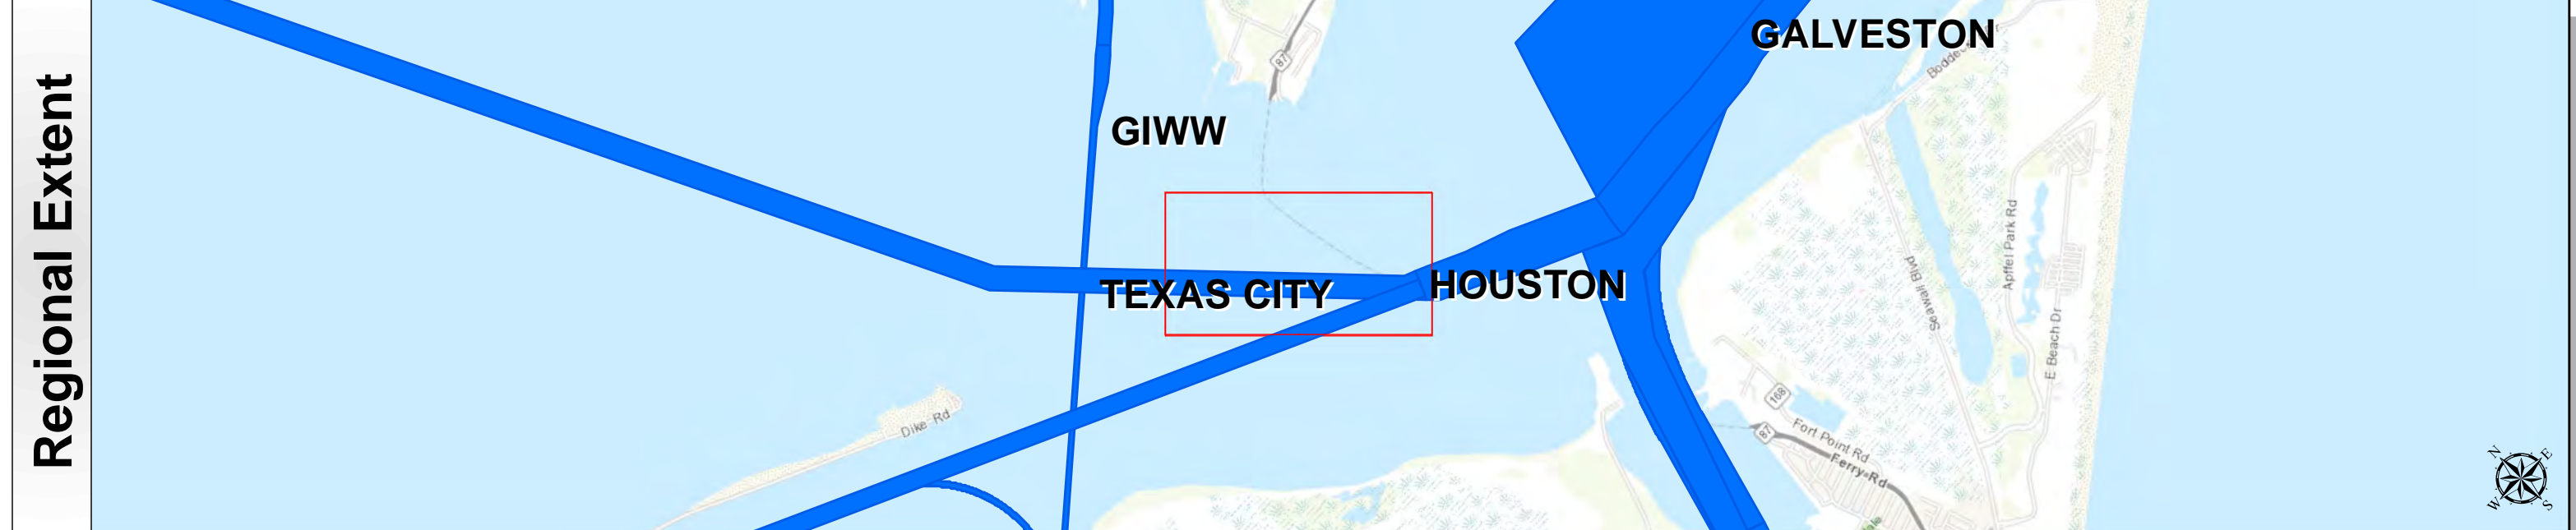 Regional Extent
GALVESTON
GIWW
TEXAS CITY
HOUSTON
87
Seawall Blvd
Apffel Park Rd
E Beach Dr
Dike Rd
168
87
Fort Point Rd
Ferry Rd
N
E
W
S